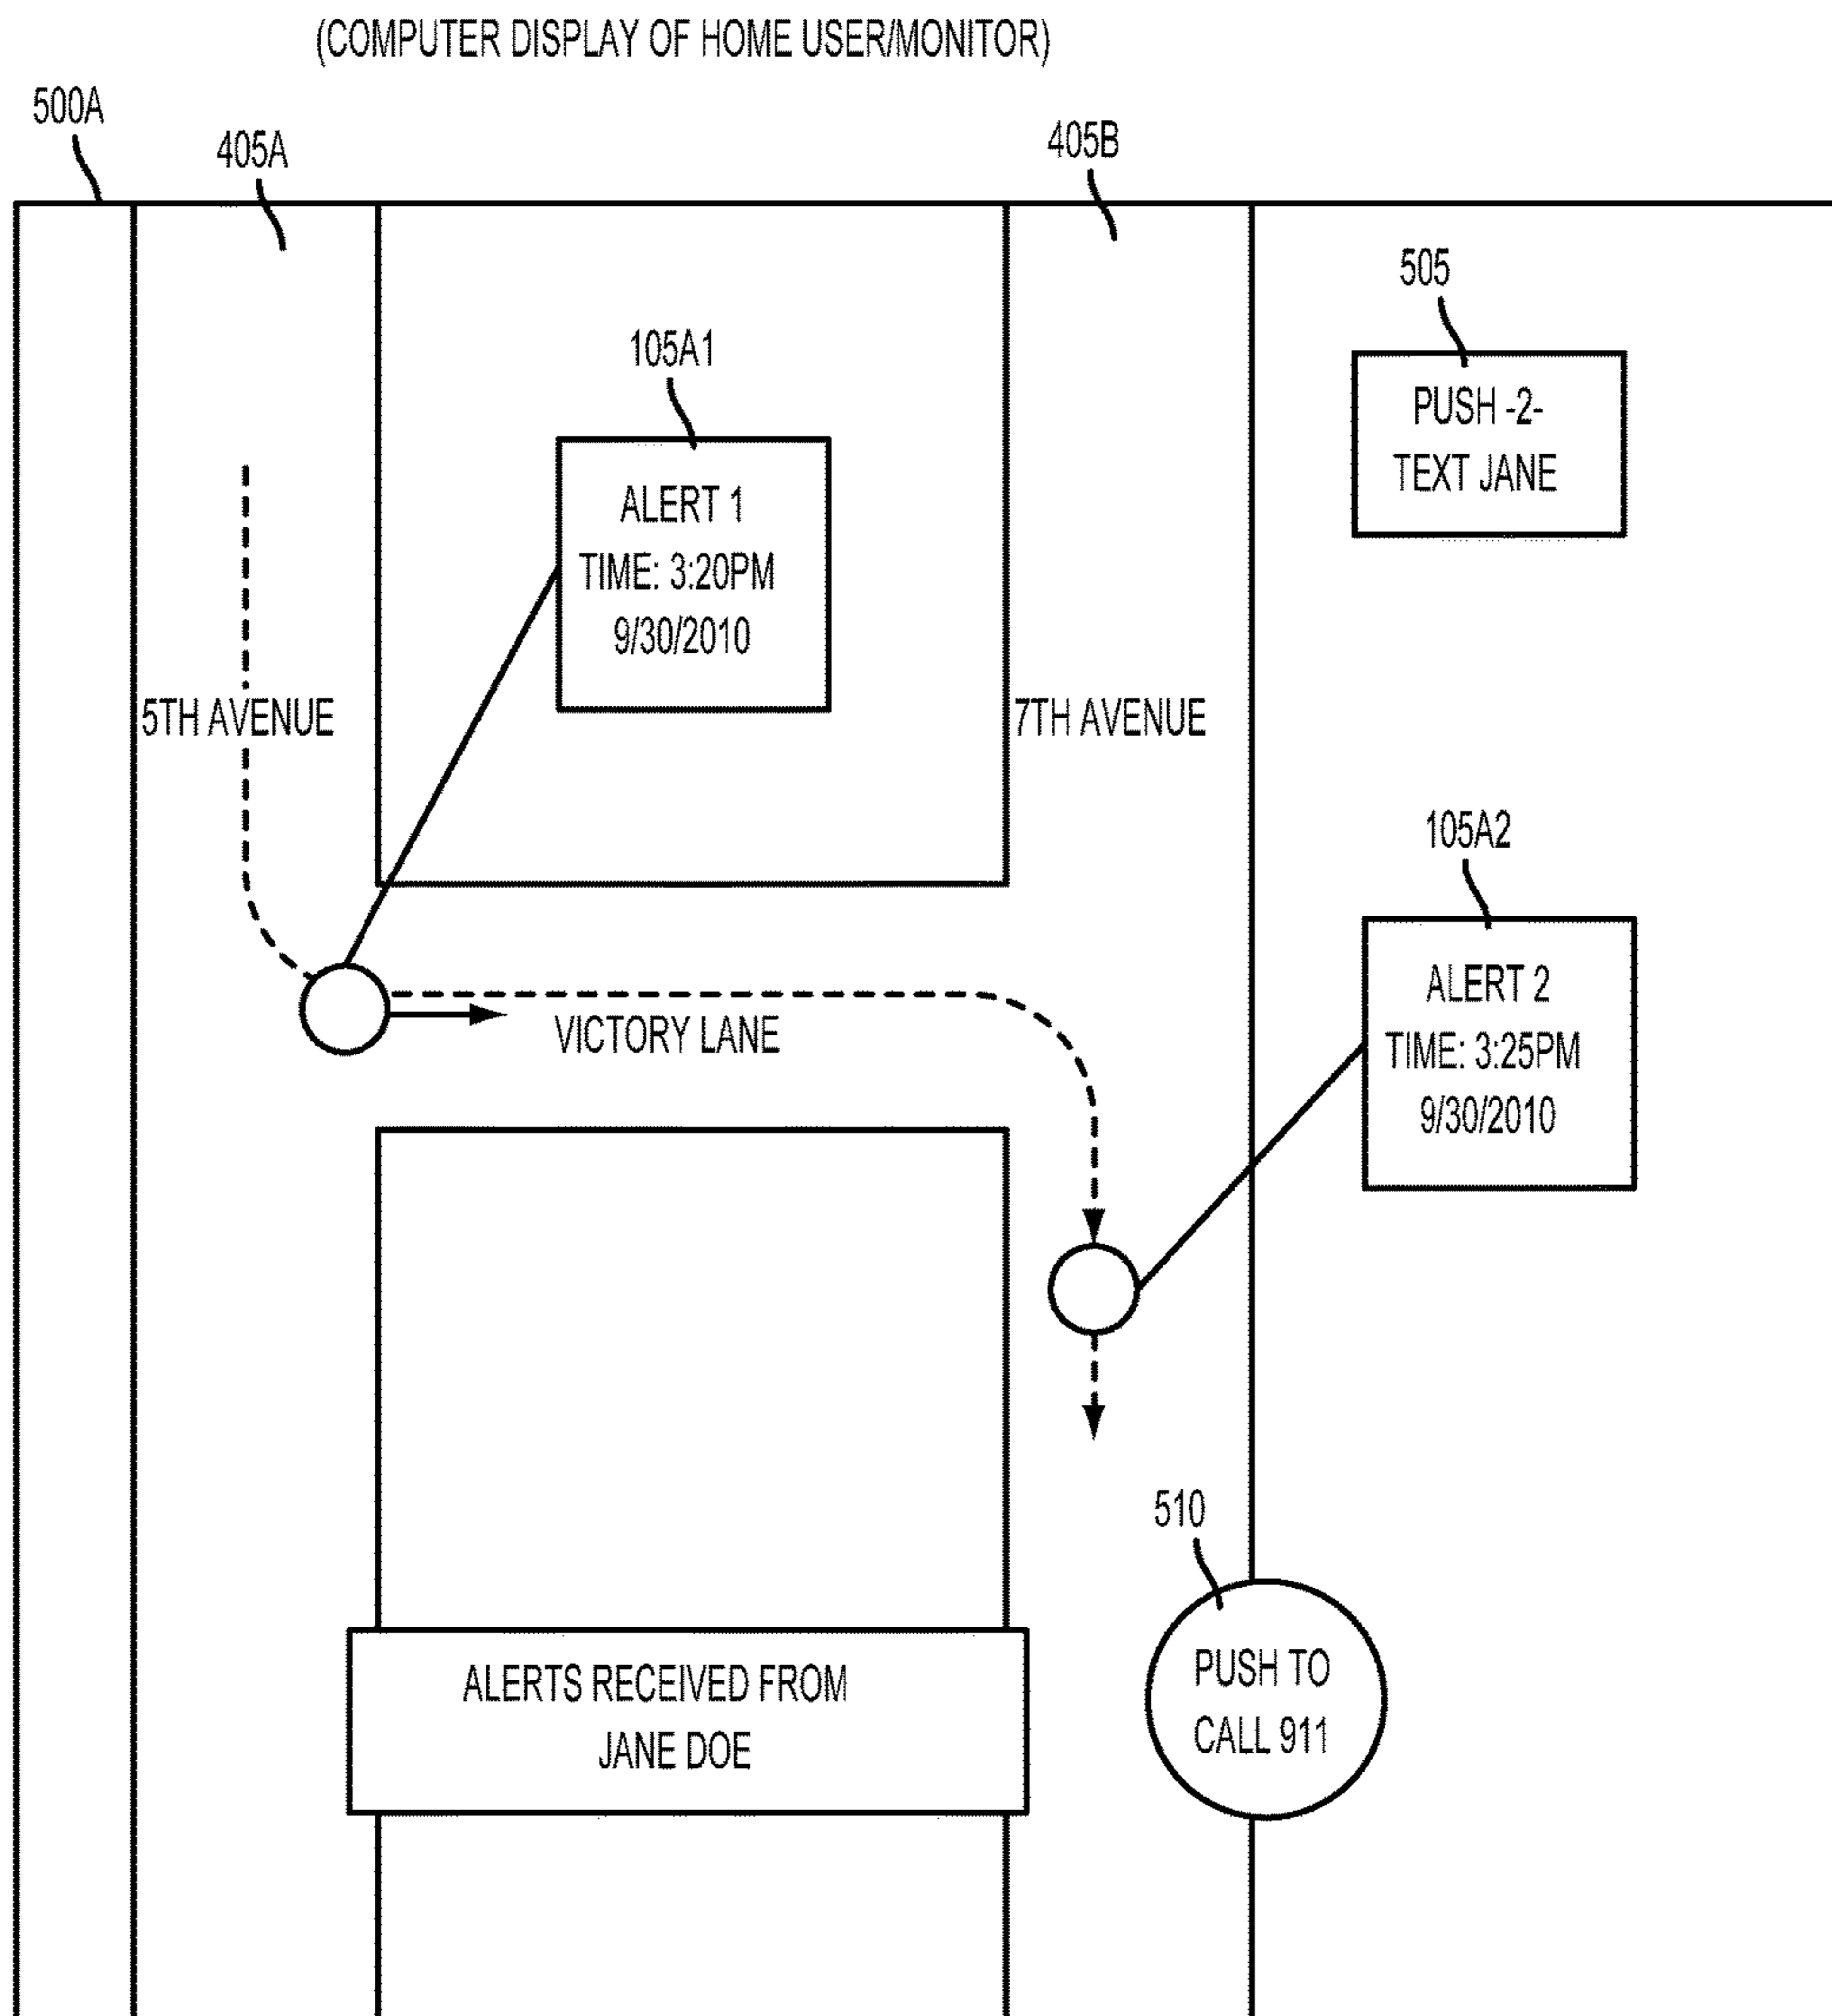 (COMPUTER DISPLAY OF HOME USER/MONITOR)
500A
405A
405B
505
PUSH -2-
TEXT JANE
105A1
ALERT 1
TIME: 3:20PM
9/30/2010
5TH AVENUE
7TH AVENUE
105A2
ALERT 2
TIME: 3:25PM
9/30/2010
VICTORY LANE
510
PUSH TO
CALL 911
ALERTS RECEIVED FROM
JANE DOE